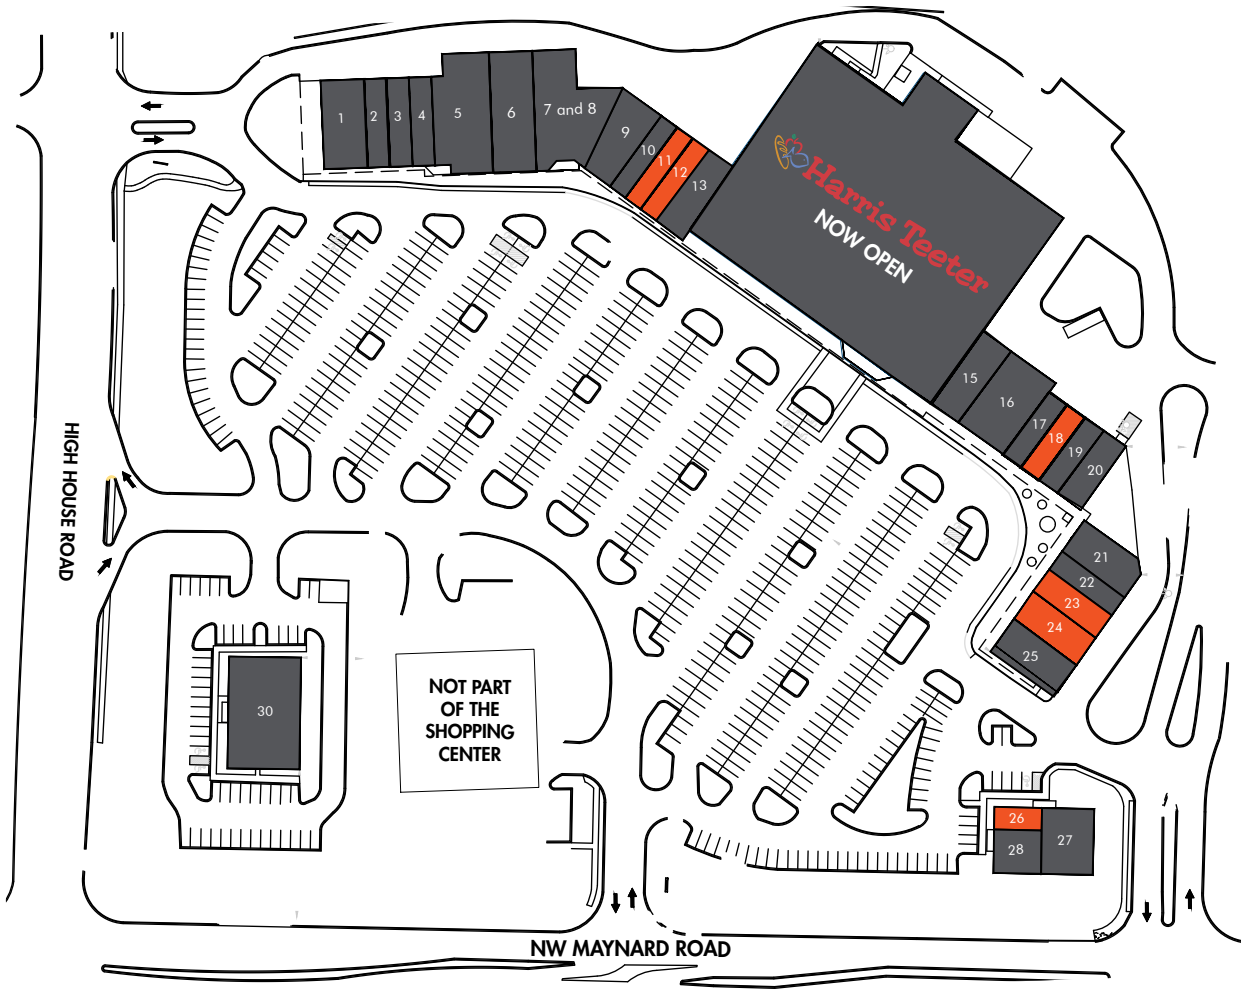 1
2
3
4
5
6
7 and 8
9
10
11
12
13
Harris Teeter
NOW OPEN
15
16
17
18
19
20
21
22
23
24
25
HIGH HOUSE ROAD
30
NOT PART
OF THE
SHOPPING
CENTER
26
27
28
NW MAYNARD ROAD